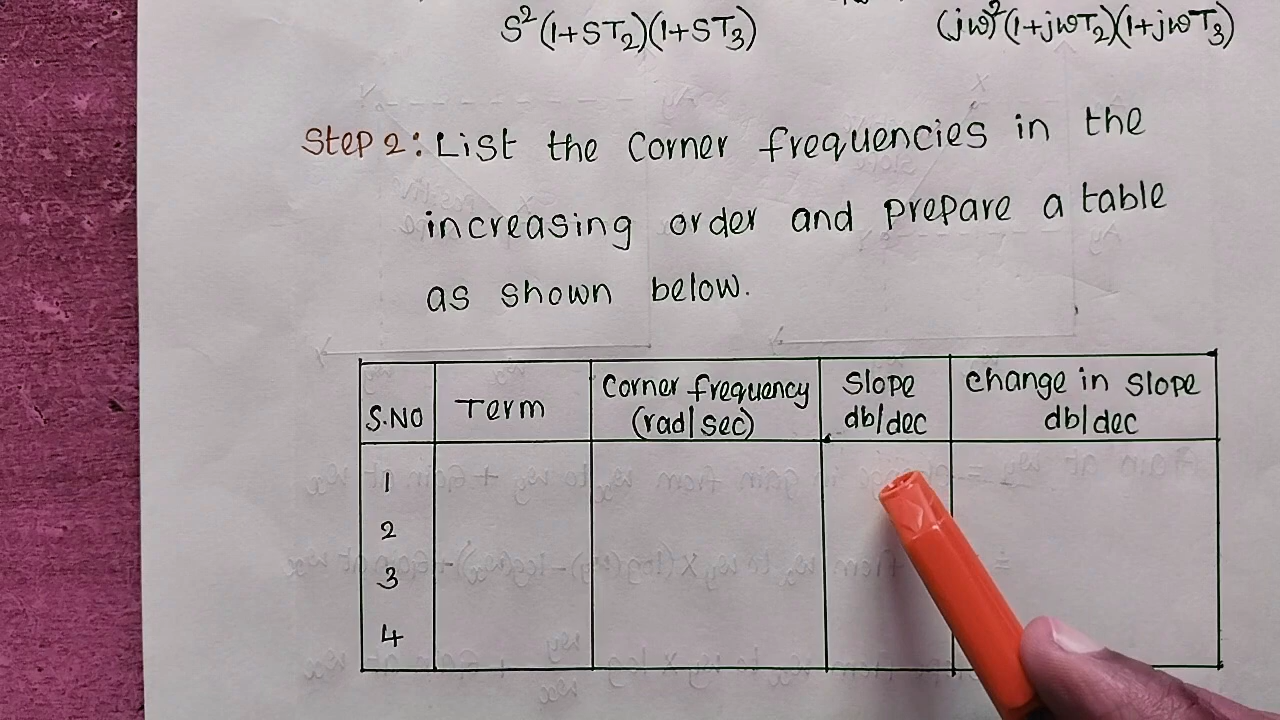 S²(1+ST₂)(1+ST₃) (jω)²(1+jωT₂)(1+jωT₃)
Step 2: List the corner frequencies in the
increasing order and prepare a table
as shown below.
S.NO Term Corner frequency (rad/sec) Slope db/dec change in slope db/dec
1
2
3
4